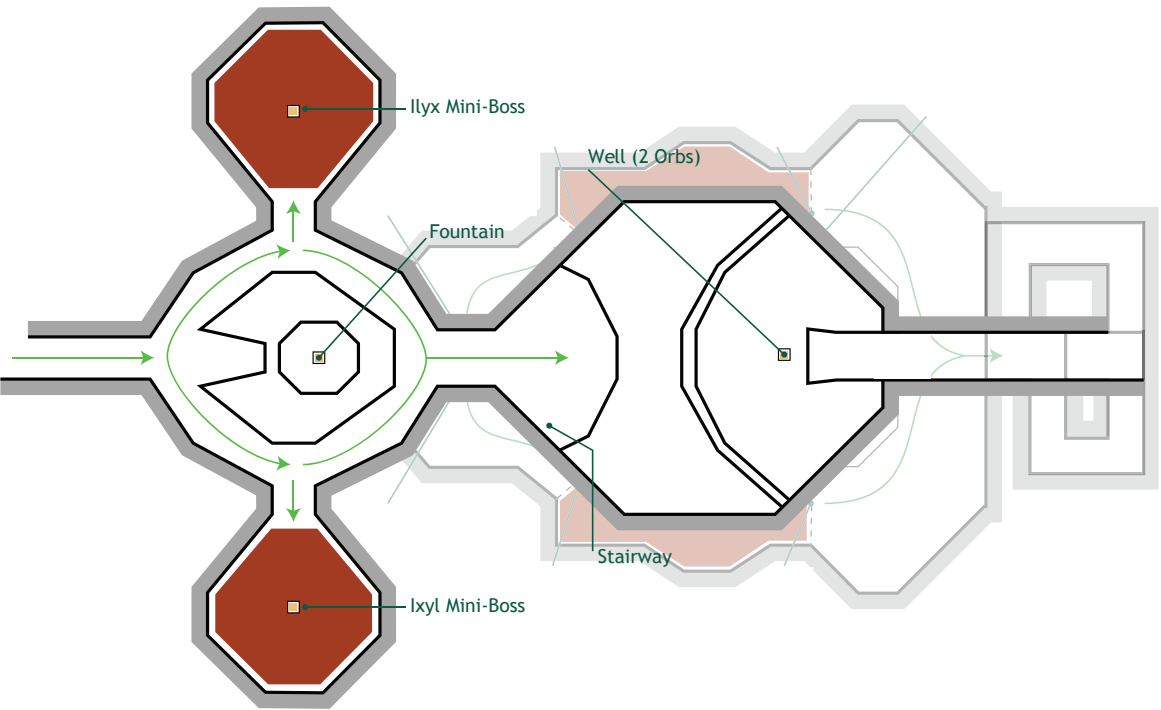 Ilyx Mini-Boss
Well (2 Orbs)
Fountain
Stairway
Ixyl Mini-Boss